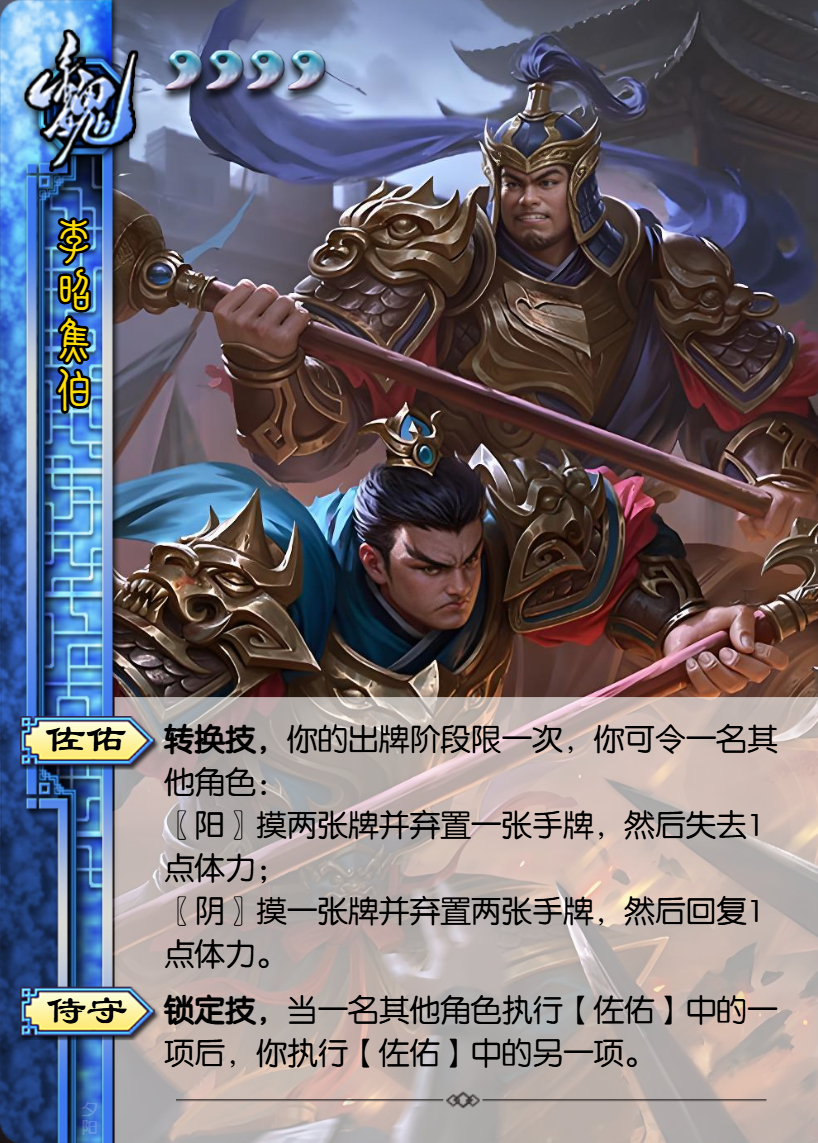 魏
李昭焦伯
佐佑
转换技，你的出牌阶段限一次，你可令一名其
他角色：
〖阳〗摸两张牌并弃置一张手牌，然后失去1
点体力；
〖阴〗摸一张牌并弃置两张手牌，然后回复1
点体力。
侍守
锁定技，当一名其他角色执行【佐佑】中的一
项后，你执行【佐佑】中的另一项。
夕阳